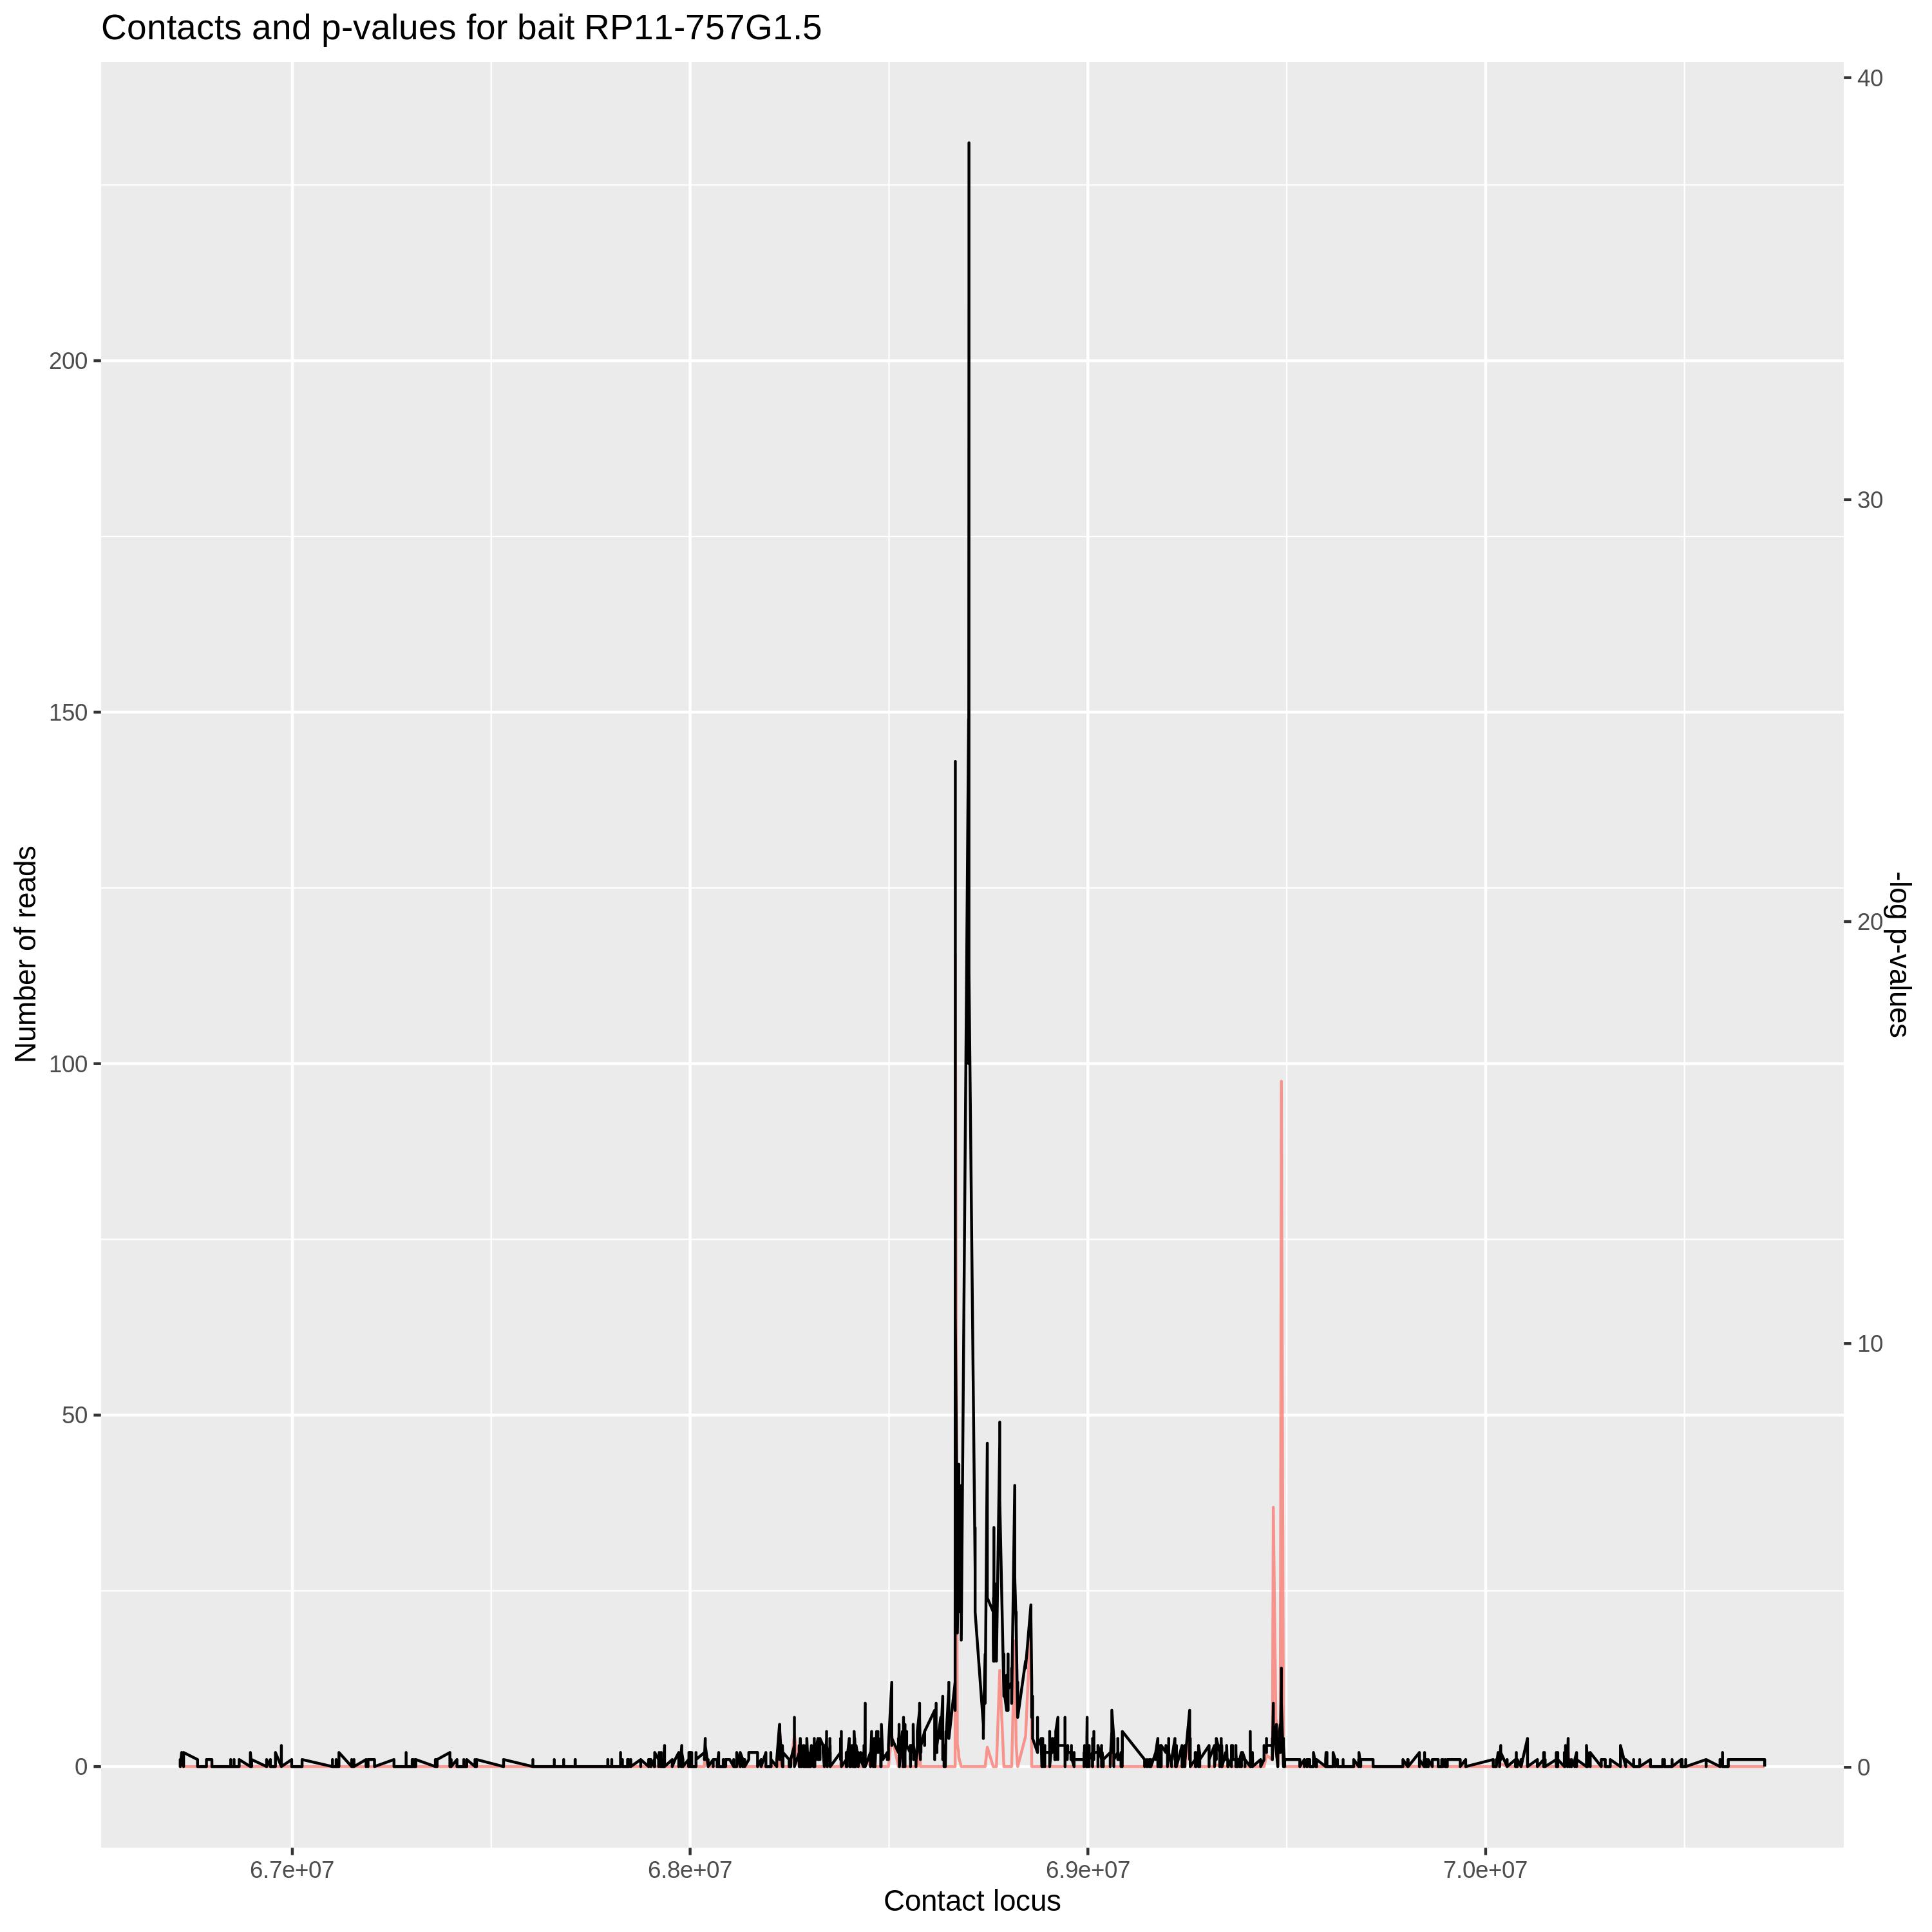 Contacts and p-values for bait RP11-757G1.5
40
200
30
150
Number of reads
-log p-values
20
100
10
50
0
0
6.7e+07
6.8e+07
6.9e+07
7.0e+07
Contact locus